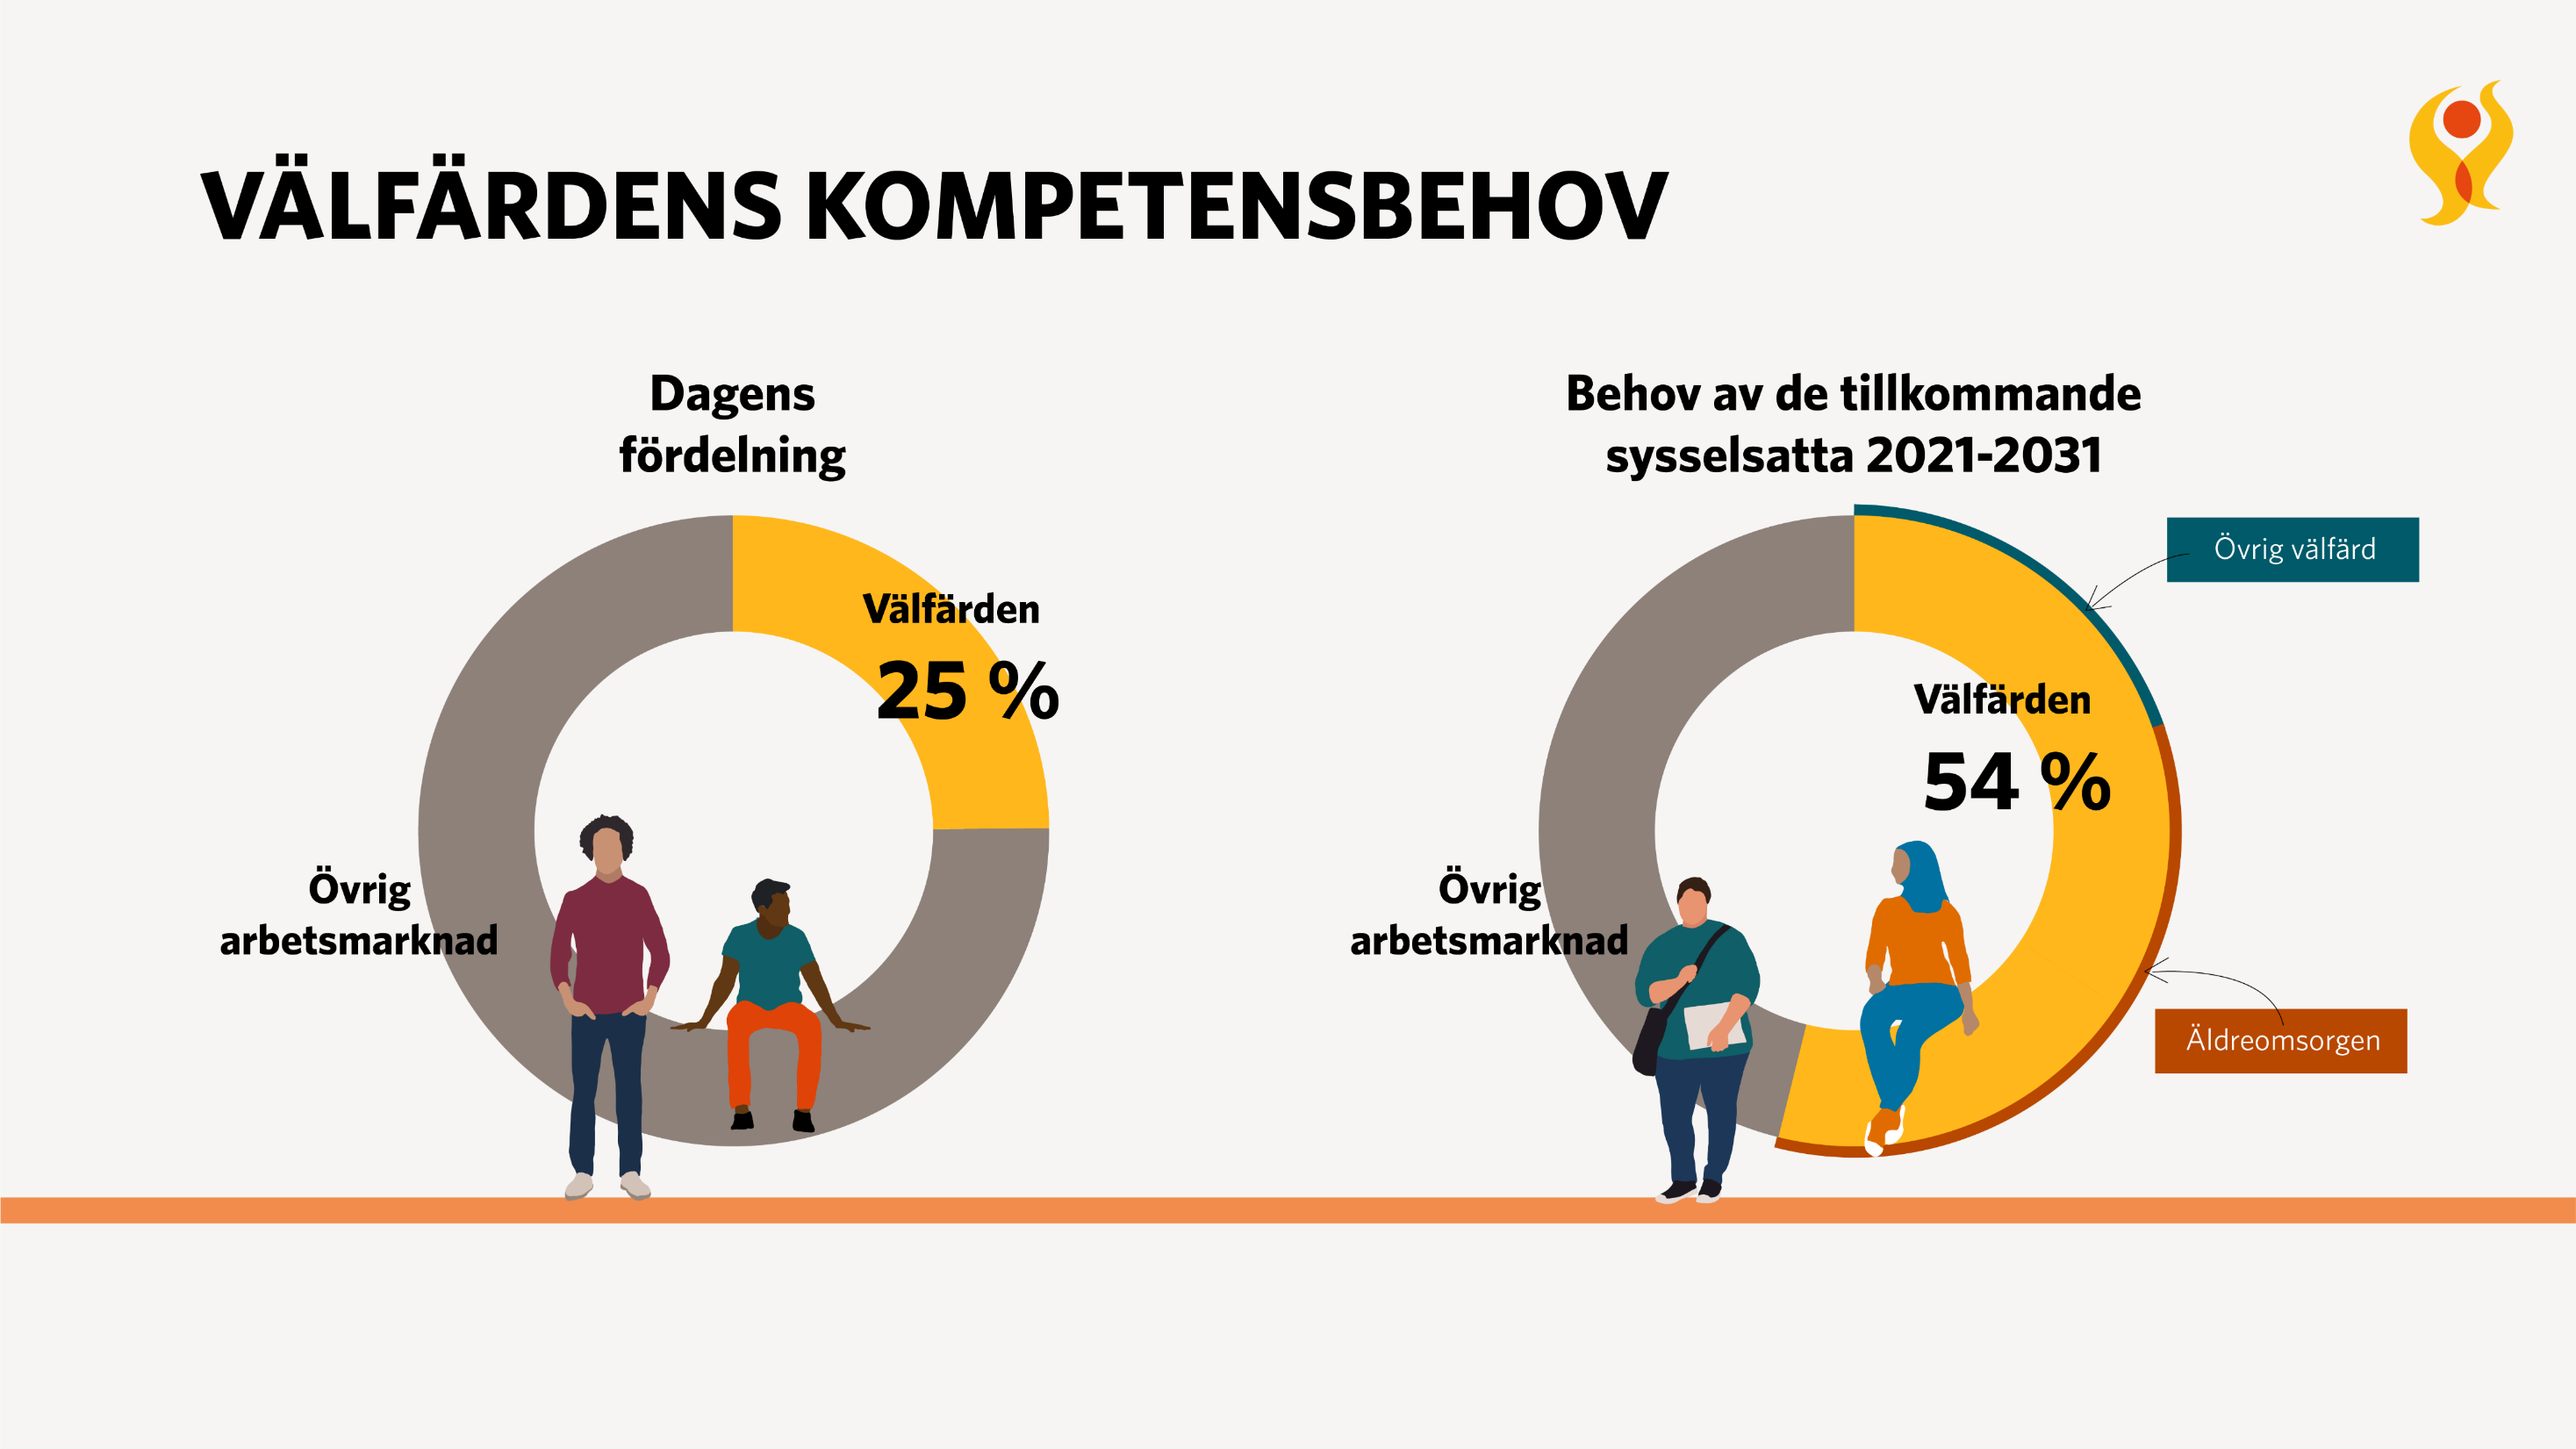 VÄLFÄRDENS KOMPETENSBEHOV
Dagens
fördelning
Välfärden
25 %
Övrig
arbetsmarknad
Behov av de tillkommande
sysselsatta 2021-2031
Övrig välfärd
Välfärden
54 %
Övrig
arbetsmarknad
Äldreomsorgen